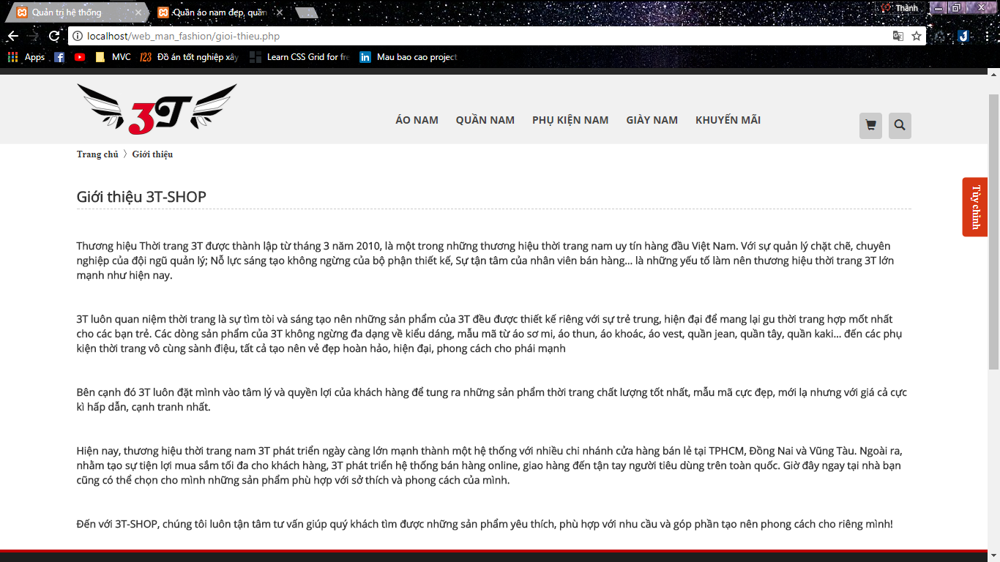 Quản trị hệ thống
Quần áo nam đẹp, quần
Thành
localhost/web_man_fashion/gioi-thieu.php
Apps
MVC
123 Đồ án tốt nghiệp xây
Learn CSS Grid for fre
in Mau bao cao project
3T
ÁO NAM QUẦN NAM PHỤ KIỆN NAM GIÀY NAM KHUYẾN MÃI
Trang chủ 〉 Giới thiệu
Tùy chỉnh
Giới thiệu 3T-SHOP
Thương hiệu Thời trang 3T được thành lập từ tháng 3 năm 2010, là một trong những thương hiệu thời trang nam uy tín hàng đầu Việt Nam. Với sự quản lý chặt chẽ, chuyên
nghiệp của đội ngũ quản lý; Nỗ lực sáng tạo không ngừng của bộ phận thiết kế, Sự tận tâm của nhân viên bán hàng... là những yếu tố làm nên thương hiệu thời trang 3T lớn
mạnh như hiện nay.
3T luôn quan niệm thời trang là sự tìm tòi và sáng tạo nên những sản phẩm của 3T đều được thiết kế riêng với sự trẻ trung, hiện đại để mang lại gu thời trang hợp mốt nhất
cho các bạn trẻ. Các dòng sản phẩm của 3T không ngừng đa dạng về kiểu dáng, mẫu mã từ áo sơ mi, áo thun, áo khoác, áo vest, quần jean, quần tây, quần kaki... đến các phụ
kiện thời trang vô cùng sành điệu, tất cả tạo nên vẻ đẹp hoàn hảo, hiện đại, phong cách cho phái mạnh
Bên cạnh đó 3T luôn đặt mình vào tâm lý và quyền lợi của khách hàng để tung ra những sản phẩm thời trang chất lượng tốt nhất, mẫu mã cực đẹp, mới lạ nhưng với giá cả cực
kì hấp dẫn, cạnh tranh nhất.
Hiện nay, thương hiệu thời trang nam 3T phát triển ngày càng lớn mạnh thành một hệ thống với nhiều chi nhánh cửa hàng bán lẻ tại TPHCM, Đồng Nai và Vũng Tàu. Ngoài ra,
nhằm tạo sự tiện lợi mua sắm tối đa cho khách hàng, 3T phát triển hệ thống bán hàng online, giao hàng đến tận tay người tiêu dùng trên toàn quốc. Giờ đây ngay tại nhà bạn
cũng có thể chọn cho mình những sản phẩm phù hợp với sở thích và phong cách của mình.
Đến với 3T-SHOP, chúng tôi luôn tận tâm tư vấn giúp quý khách tìm được những sản phẩm yêu thích, phù hợp với nhu cầu và góp phần tạo nên phong cách cho riêng mình!